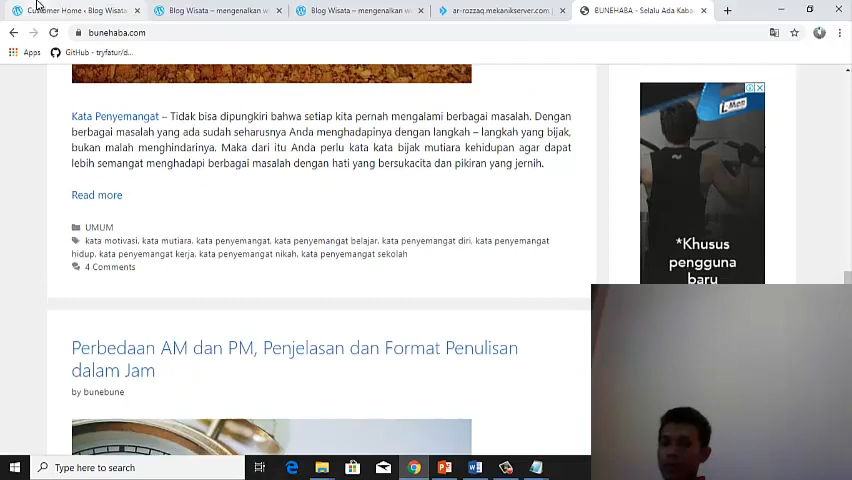 Customer Home ‹ Blog Wisata
Blog Wisata – mengenalkan w
Blog Wisata – mengenalkan w
ar-rozzaq.mekanikserver.com |
BUNEHABA - Selalu Ada Kaba
bunehaba.com
Apps
GitHub - tryfatur/d...
L-Men
Kata Penyemangat – Tidak bisa dipungkiri bahwa setiap kita pernah mengalami berbagai masalah. Dengan
berbagai masalah yang ada sudah seharusnya Anda menghadapinya dengan langkah – langkah yang bijak,
bukan malah menghindarinya. Maka dari itu Anda perlu kata kata bijak mutiara kehidupan agar dapat
lebih semangat menghadapi berbagai masalah dengan hati yang bersukacita dan pikiran yang jernih.
Read more
UMUM
kata motivasi, kata mutiara, kata penyemangat, kata penyemangat belajar, kata penyemangat diri, kata penyemangat
hidup, kata penyemangat kerja, kata penyemangat nikah, kata penyemangat sekolah
4 Comments
*Khusus
pengguna
baru
Perbedaan AM dan PM, Penjelasan dan Format Penulisan
dalam Jam
by bunebune
Type here to search